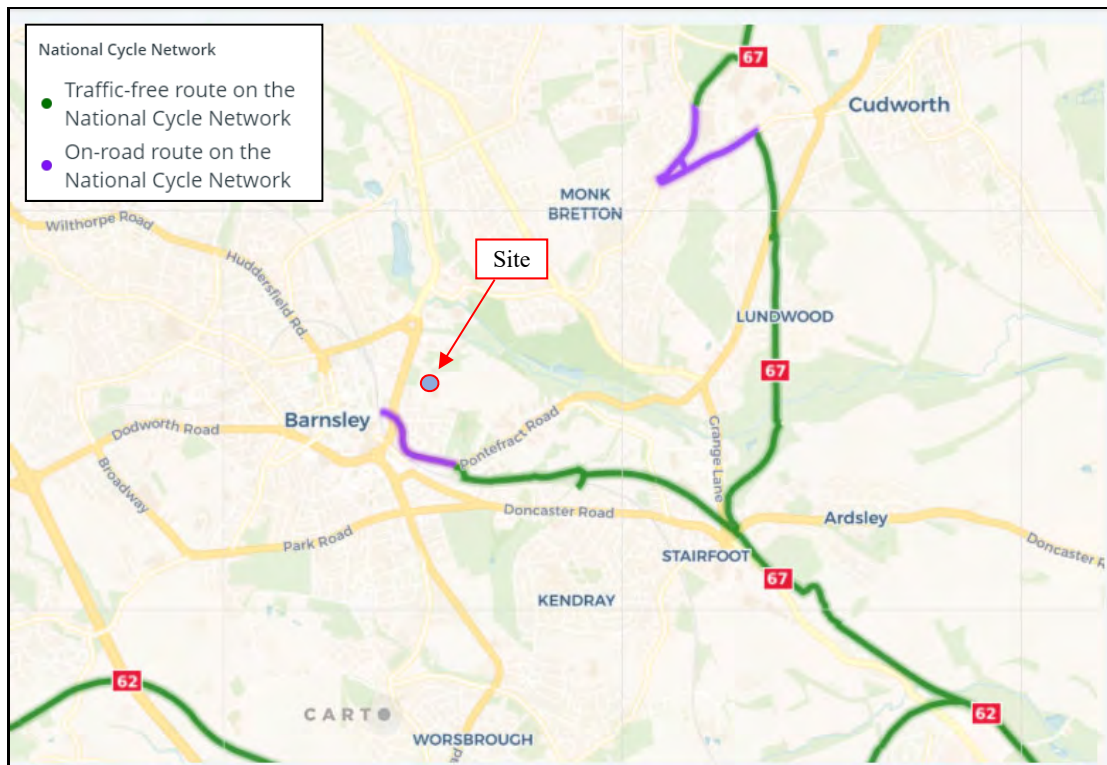 National Cycle Network
Traffic-free route on the
National Cycle Network
On-road route on the
National Cycle Network
67
Cudworth
MONK
BRETTON
Wilthorpe Road
Huddersfield Rd.
Site
LUNDWOOD
67
Barnsley
Dodworth Road
Broadway
Pontefract Road
Grange Lane
Doncaster Road
Ardsley
Park Road
STAIRFOOT
Doncaster R
67
KENDRAY
62
CARTO
62
WORSBROUGH